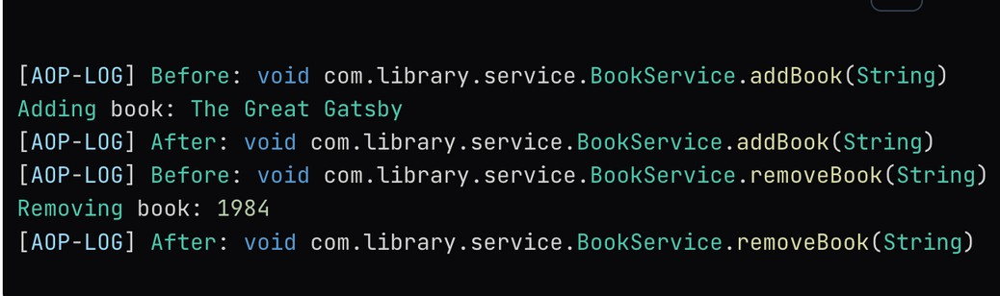 [AOP-LOG] Before: void com.library.service.BookService.addBook(String)
Adding book: The Great Gatsby
[AOP-LOG] After: void com.library.service.BookService.addBook(String)
[AOP-LOG] Before: void com.library.service.BookService.removeBook(String)
Removing book: 1984
[AOP-LOG] After: void com.library.service.BookService.removeBook(String)